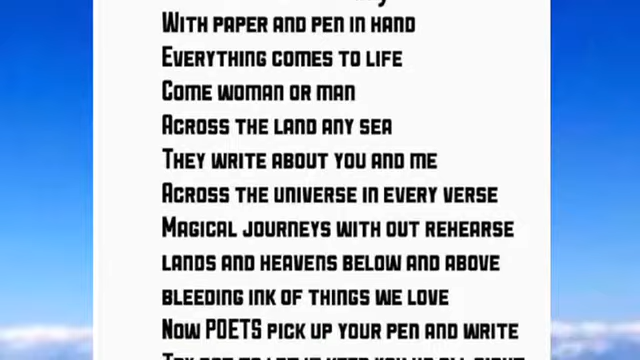 With paper and pen in hand
Everything comes to life
Come woman or man
Across the land any sea
They write about you and me
Across the universe in every verse
Magical journeys with out rehearse
lands and heavens below and above
bleeding ink of things we love
Now POETS pick up your pen and write